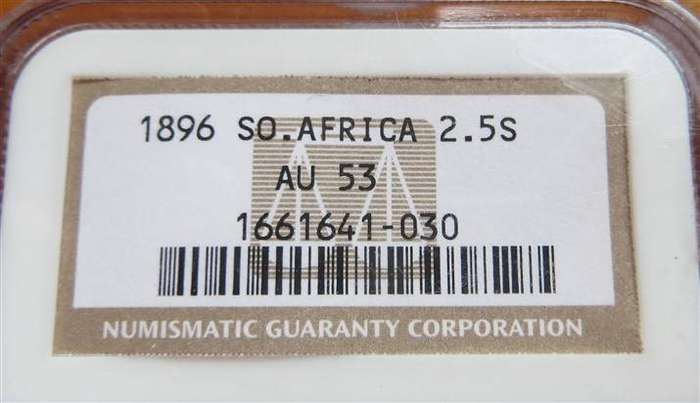 1896 SO.AFRICA 2.5S
AU 53
1661641-030
NUMISMATIC GUARANTY CORPORATION